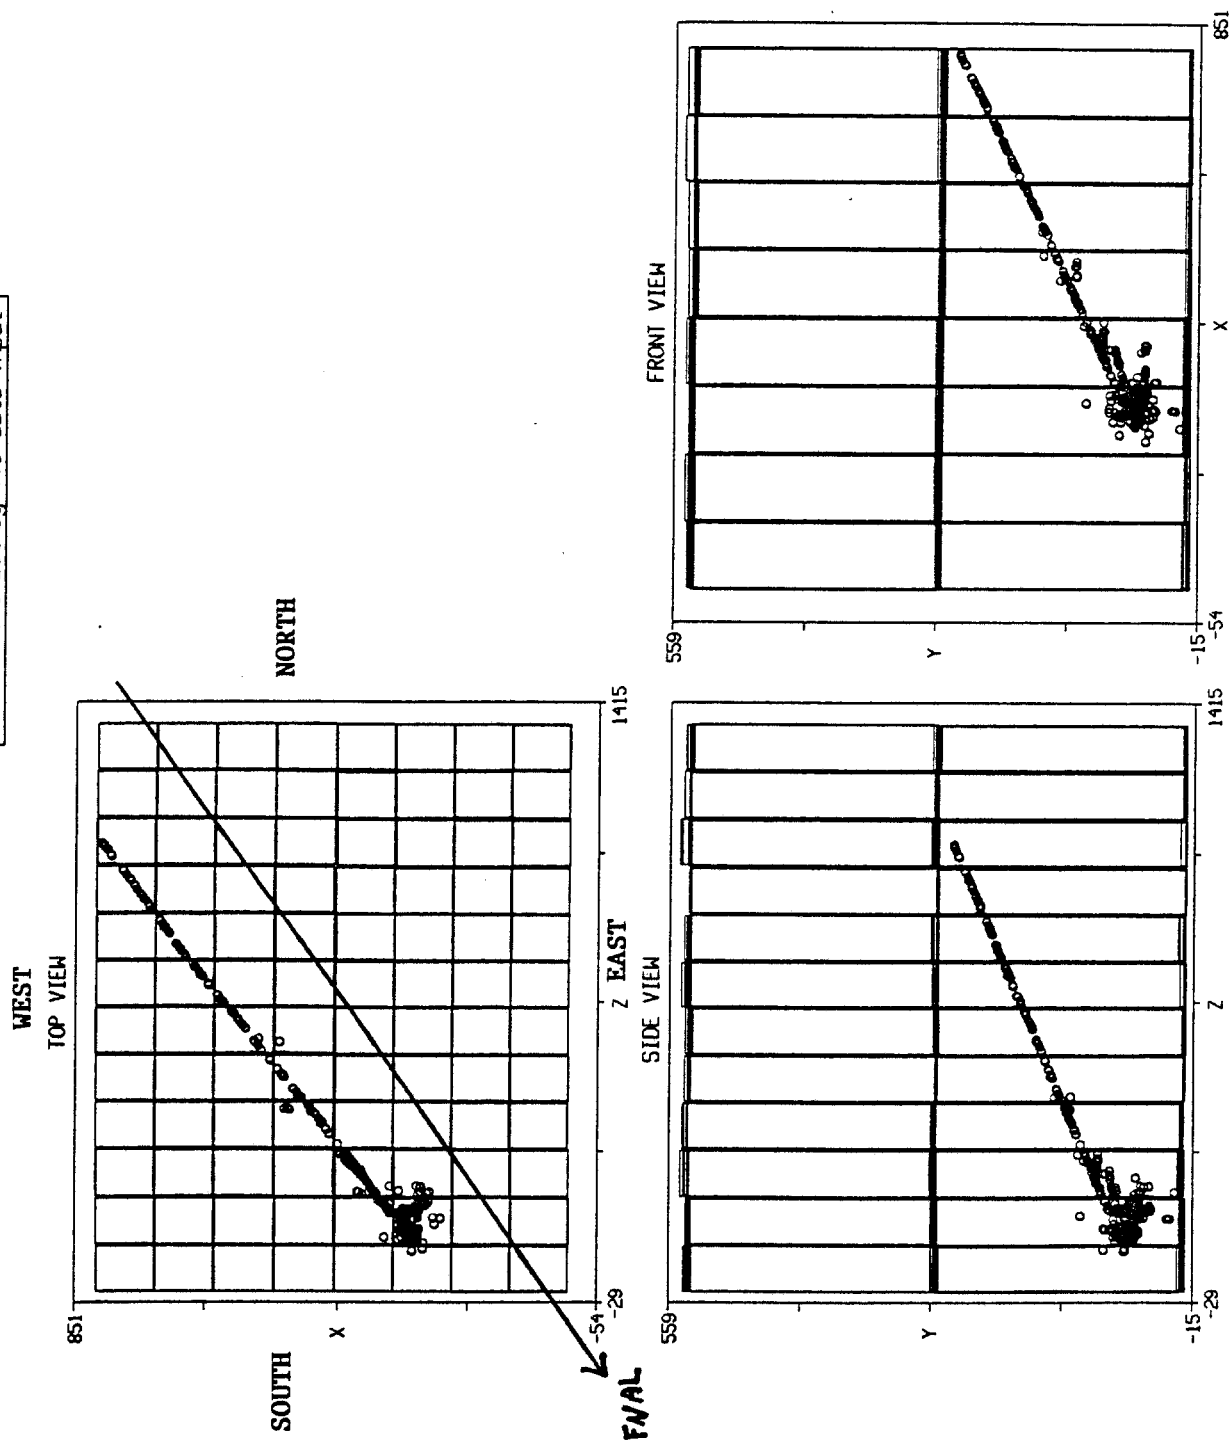 WEST
TOP VIEW
851
X
-54
-29
Z
1415
SOUTH
NORTH
EAST
FNAL
SIDE VIEW
559
Y
-15
-29
Z
1415
FRONT VIEW
559
Y
-15
-54
X
851